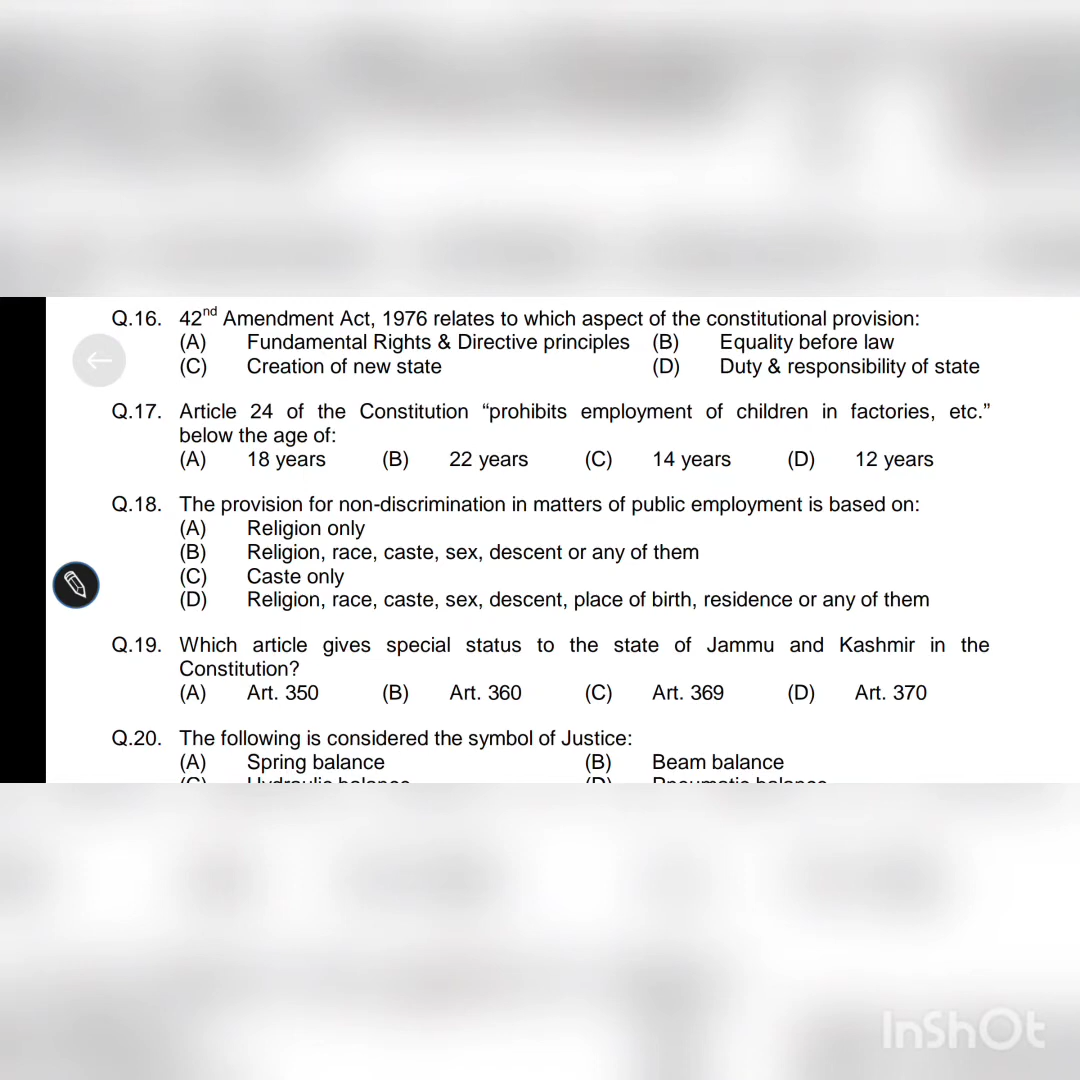 Q.16. 42nd Amendment Act, 1976 relates to which aspect of the constitutional provision:
(A) Fundamental Rights & Directive principles (B) Equality before law
(C) Creation of new state (D) Duty & responsibility of state
Q.17. Article 24 of the Constitution “prohibits employment of children in factories, etc.”
below the age of:
(A) 18 years (B) 22 years (C) 14 years (D) 12 years
Q.18. The provision for non-discrimination in matters of public employment is based on:
(A) Religion only
(B) Religion, race, caste, sex, descent or any of them
(C) Caste only
(D) Religion, race, caste, sex, descent, place of birth, residence or any of them
Q.19. Which article gives special status to the state of Jammu and Kashmir in the
Constitution?
(A) Art. 350 (B) Art. 360 (C) Art. 369 (D) Art. 370
Q.20. The following is considered the symbol of Justice:
(A) Spring balance (B) Beam balance
(C) Hydraulic balance (D) Pneumatic balance
InShOt